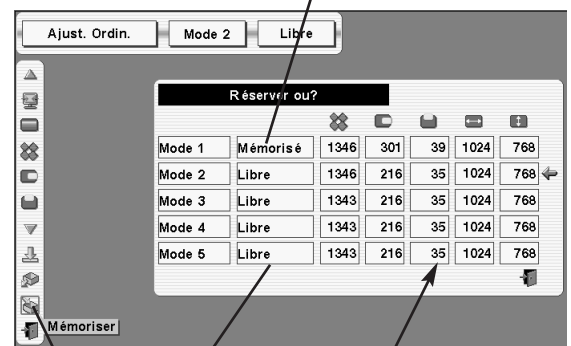 Ajust. Ordin. Mode 2 Libre
Réserver ou?
Mode 1 Mémorisé 1346 301 39 1024 768
Mode 2 Libre 1346 216 35 1024 768
Mode 3 Libre 1343 216 35 1024 768
Mode 4 Libre 1343 216 35 1024 768
Mode 5 Libre 1343 216 35 1024 768
Mémoriser